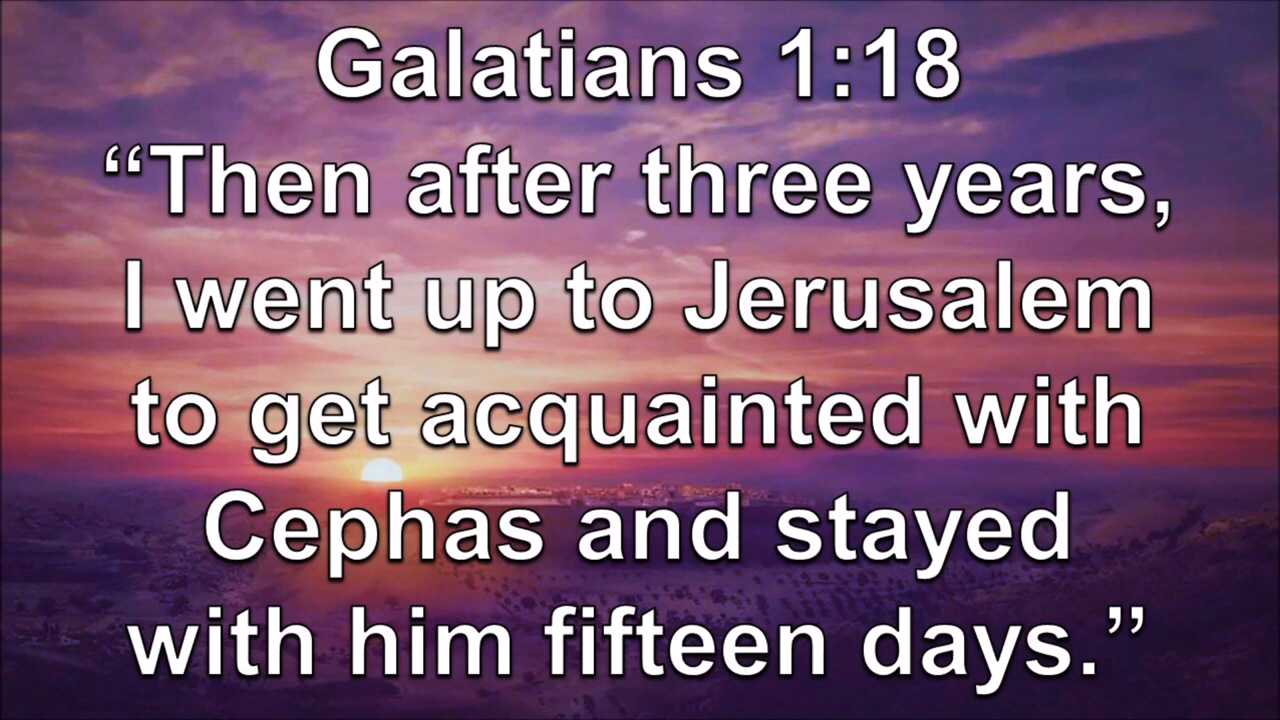 Galatians 1:18
“Then after three years,
I went up to Jerusalem
to get acquainted with
Cephas and stayed
with him fifteen days.”